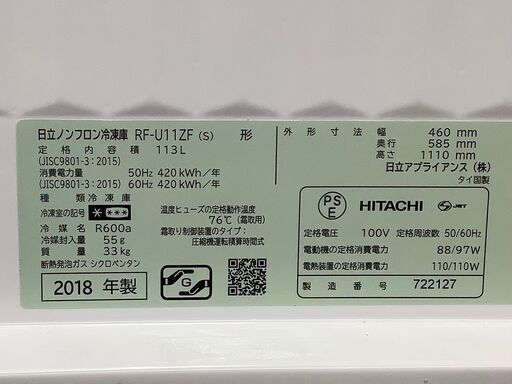 日立ノンフロン冷凍庫 RF-U11ZF (S) 形
定格内容積 113L
(JISC9801-3:2015)
消費電力量 50Hz 420 kWh/年
(JISC9801-3:2015) 60Hz 420 kWh/年
種類 冷凍庫
冷凍室の記号 * ***
冷媒名 R600a
冷媒封入量 55g
質量 33kg
断熱発泡ガス シクロペンタン
2018 年製
温度ヒューズの定格動作温度
76℃ (霜取用)
霜取り制御装置のタイプ:
圧縮機運転積算時間式
G
外形寸法 幅 460 mm
奥行 585 mm
高さ 1110 mm
日立アプライアンス(株)
タイ国製
PS
E
HITACHI
S JET
定格電圧 100V 定格周波数 50/60Hz
電動機の定格消費電力 88/97W
電熱装置の定格消費電力 110/110W
製造番号 722127